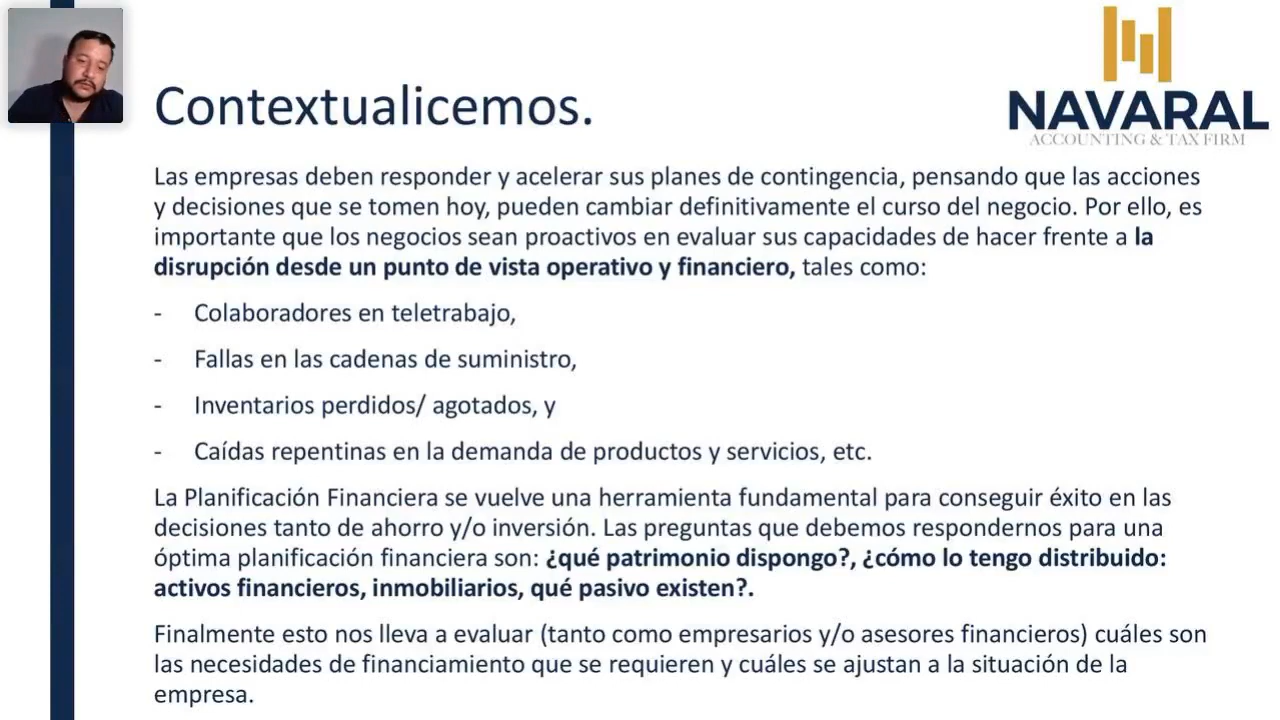 Contextualicemos.
NAVARAL
ACCOUNTING & TAX FIRM
Las empresas deben responder y acelerar sus planes de contingencia, pensando que las acciones
y decisiones que se tomen hoy, pueden cambiar definitivamente el curso del negocio. Por ello, es
importante que los negocios sean proactivos en evaluar sus capacidades de hacer frente a la
disrupción desde un punto de vista operativo y financiero, tales como:
- Colaboradores en teletrabajo,
- Fallas en las cadenas de suministro,
- Inventarios perdidos/ agotados, y
- Caídas repentinas en la demanda de productos y servicios, etc.
La Planificación Financiera se vuelve una herramienta fundamental para conseguir éxito en las
decisiones tanto de ahorro y/o inversión. Las preguntas que debemos respondernos para una
óptima planificación financiera son: ¿qué patrimonio dispongo?, ¿cómo lo tengo distribuido:
activos financieros, inmobiliarios, qué pasivo existen?.
Finalmente esto nos lleva a evaluar (tanto como empresarios y/o asesores financieros) cuáles son
las necesidades de financiamiento que se requieren y cuáles se ajustan a la situación de la
empresa.